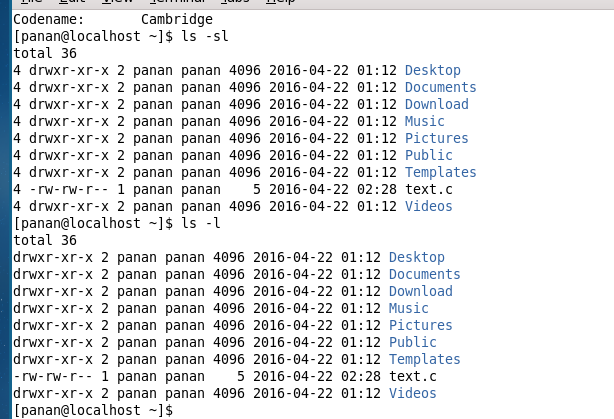 File Edit View Terminal Tabs Help
Codename:       Cambridge
[panan@localhost ~]$ ls -sl
total 36
4 drwxr-xr-x 2 panan panan 4096 2016-04-22 01:12 Desktop
4 drwxr-xr-x 2 panan panan 4096 2016-04-22 01:12 Documents
4 drwxr-xr-x 2 panan panan 4096 2016-04-22 01:12 Download
4 drwxr-xr-x 2 panan panan 4096 2016-04-22 01:12 Music
4 drwxr-xr-x 2 panan panan 4096 2016-04-22 01:12 Pictures
4 drwxr-xr-x 2 panan panan 4096 2016-04-22 01:12 Public
4 drwxr-xr-x 2 panan panan 4096 2016-04-22 01:12 Templates
4 -rw-rw-r-- 1 panan panan    5 2016-04-22 02:28 text.c
4 drwxr-xr-x 2 panan panan 4096 2016-04-22 01:12 Videos
[panan@localhost ~]$ ls -l
total 36
drwxr-xr-x 2 panan panan 4096 2016-04-22 01:12 Desktop
drwxr-xr-x 2 panan panan 4096 2016-04-22 01:12 Documents
drwxr-xr-x 2 panan panan 4096 2016-04-22 01:12 Download
drwxr-xr-x 2 panan panan 4096 2016-04-22 01:12 Music
drwxr-xr-x 2 panan panan 4096 2016-04-22 01:12 Pictures
drwxr-xr-x 2 panan panan 4096 2016-04-22 01:12 Public
drwxr-xr-x 2 panan panan 4096 2016-04-22 01:12 Templates
-rw-rw-r-- 1 panan panan    5 2016-04-22 02:28 text.c
drwxr-xr-x 2 panan panan 4096 2016-04-22 01:12 Videos
[panan@localhost ~]$